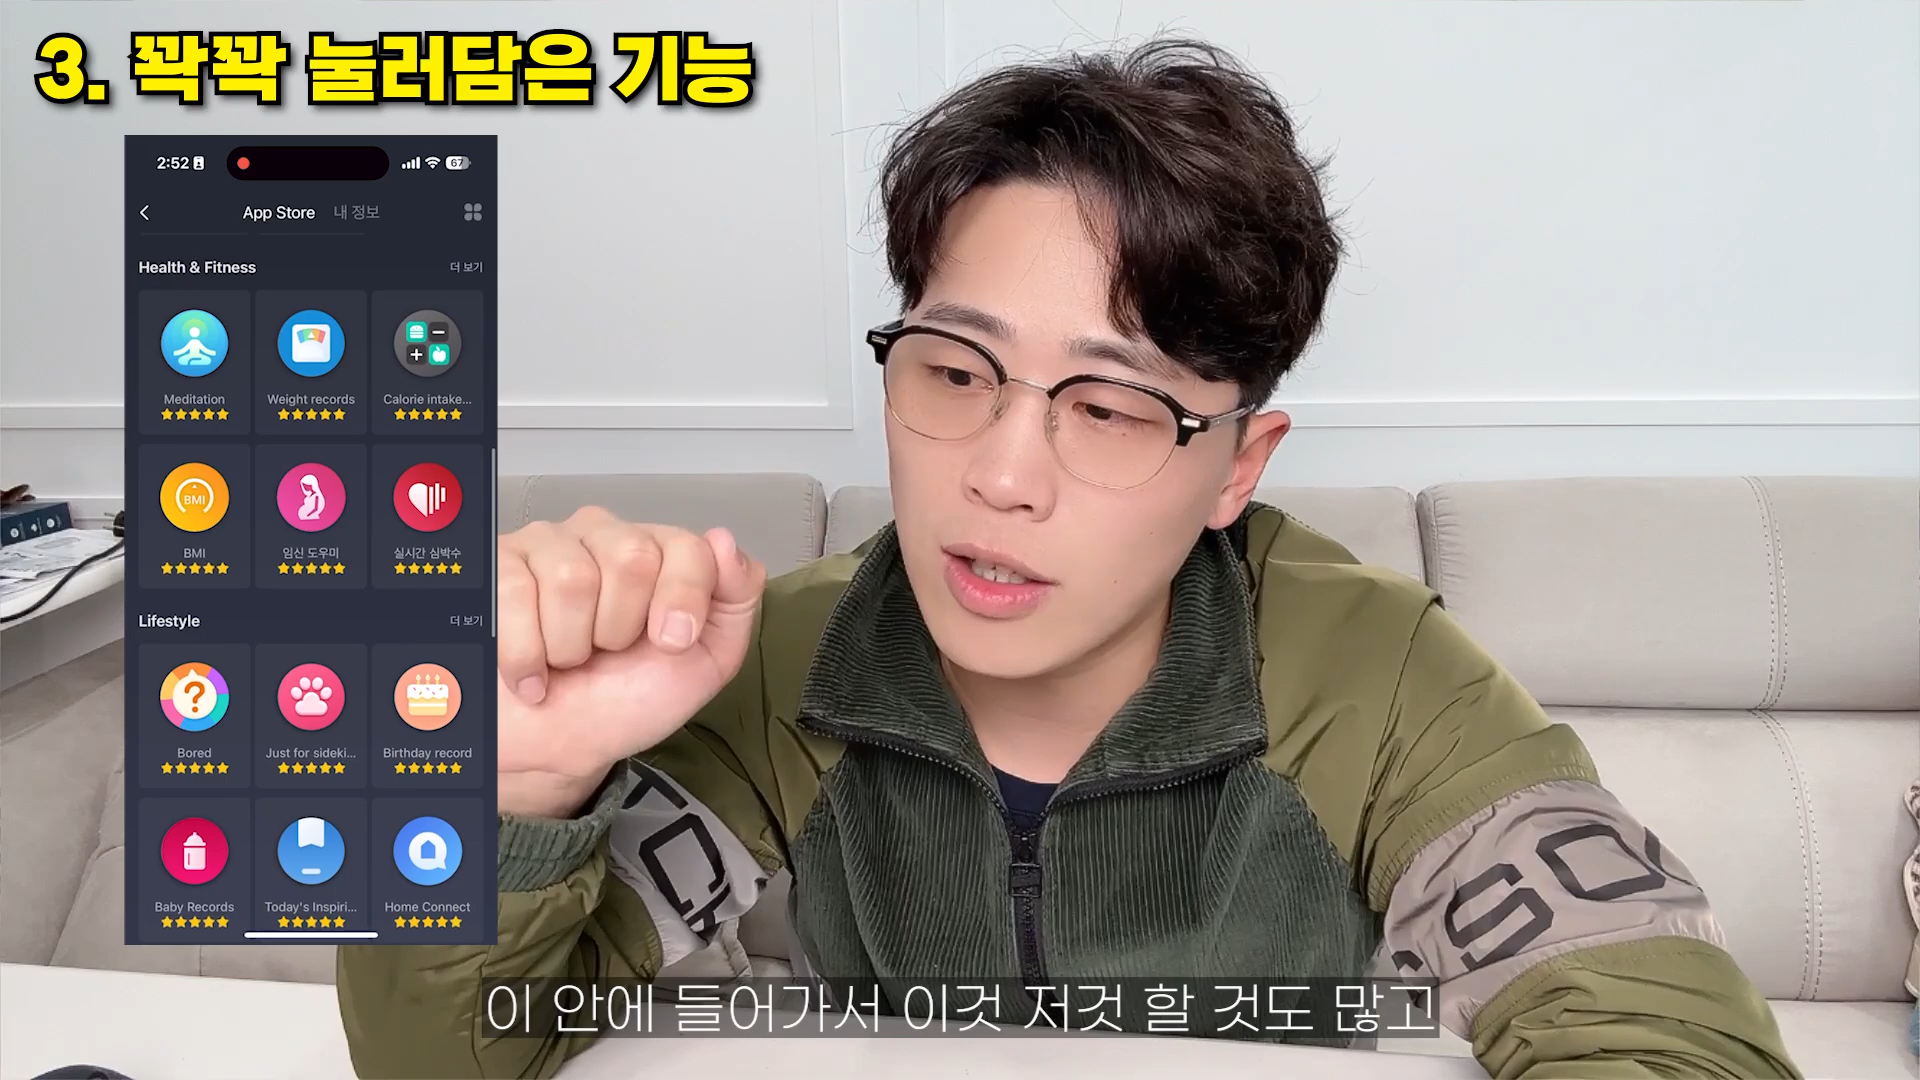 3. 꽉꽉 눌러담은 기능
2:52
67
App Store 내 정보
Health & Fitness 더 보기
Meditation Weight records Calorie intake...
BMI
BMI 임신 도우미 실시간 심박수
Lifestyle 더 보기
Bored Just for sideki... Birthday record
Baby Records Today's Inspiri... Home Connect
이 안에 들어가서 이것 저것 할 것도 많고